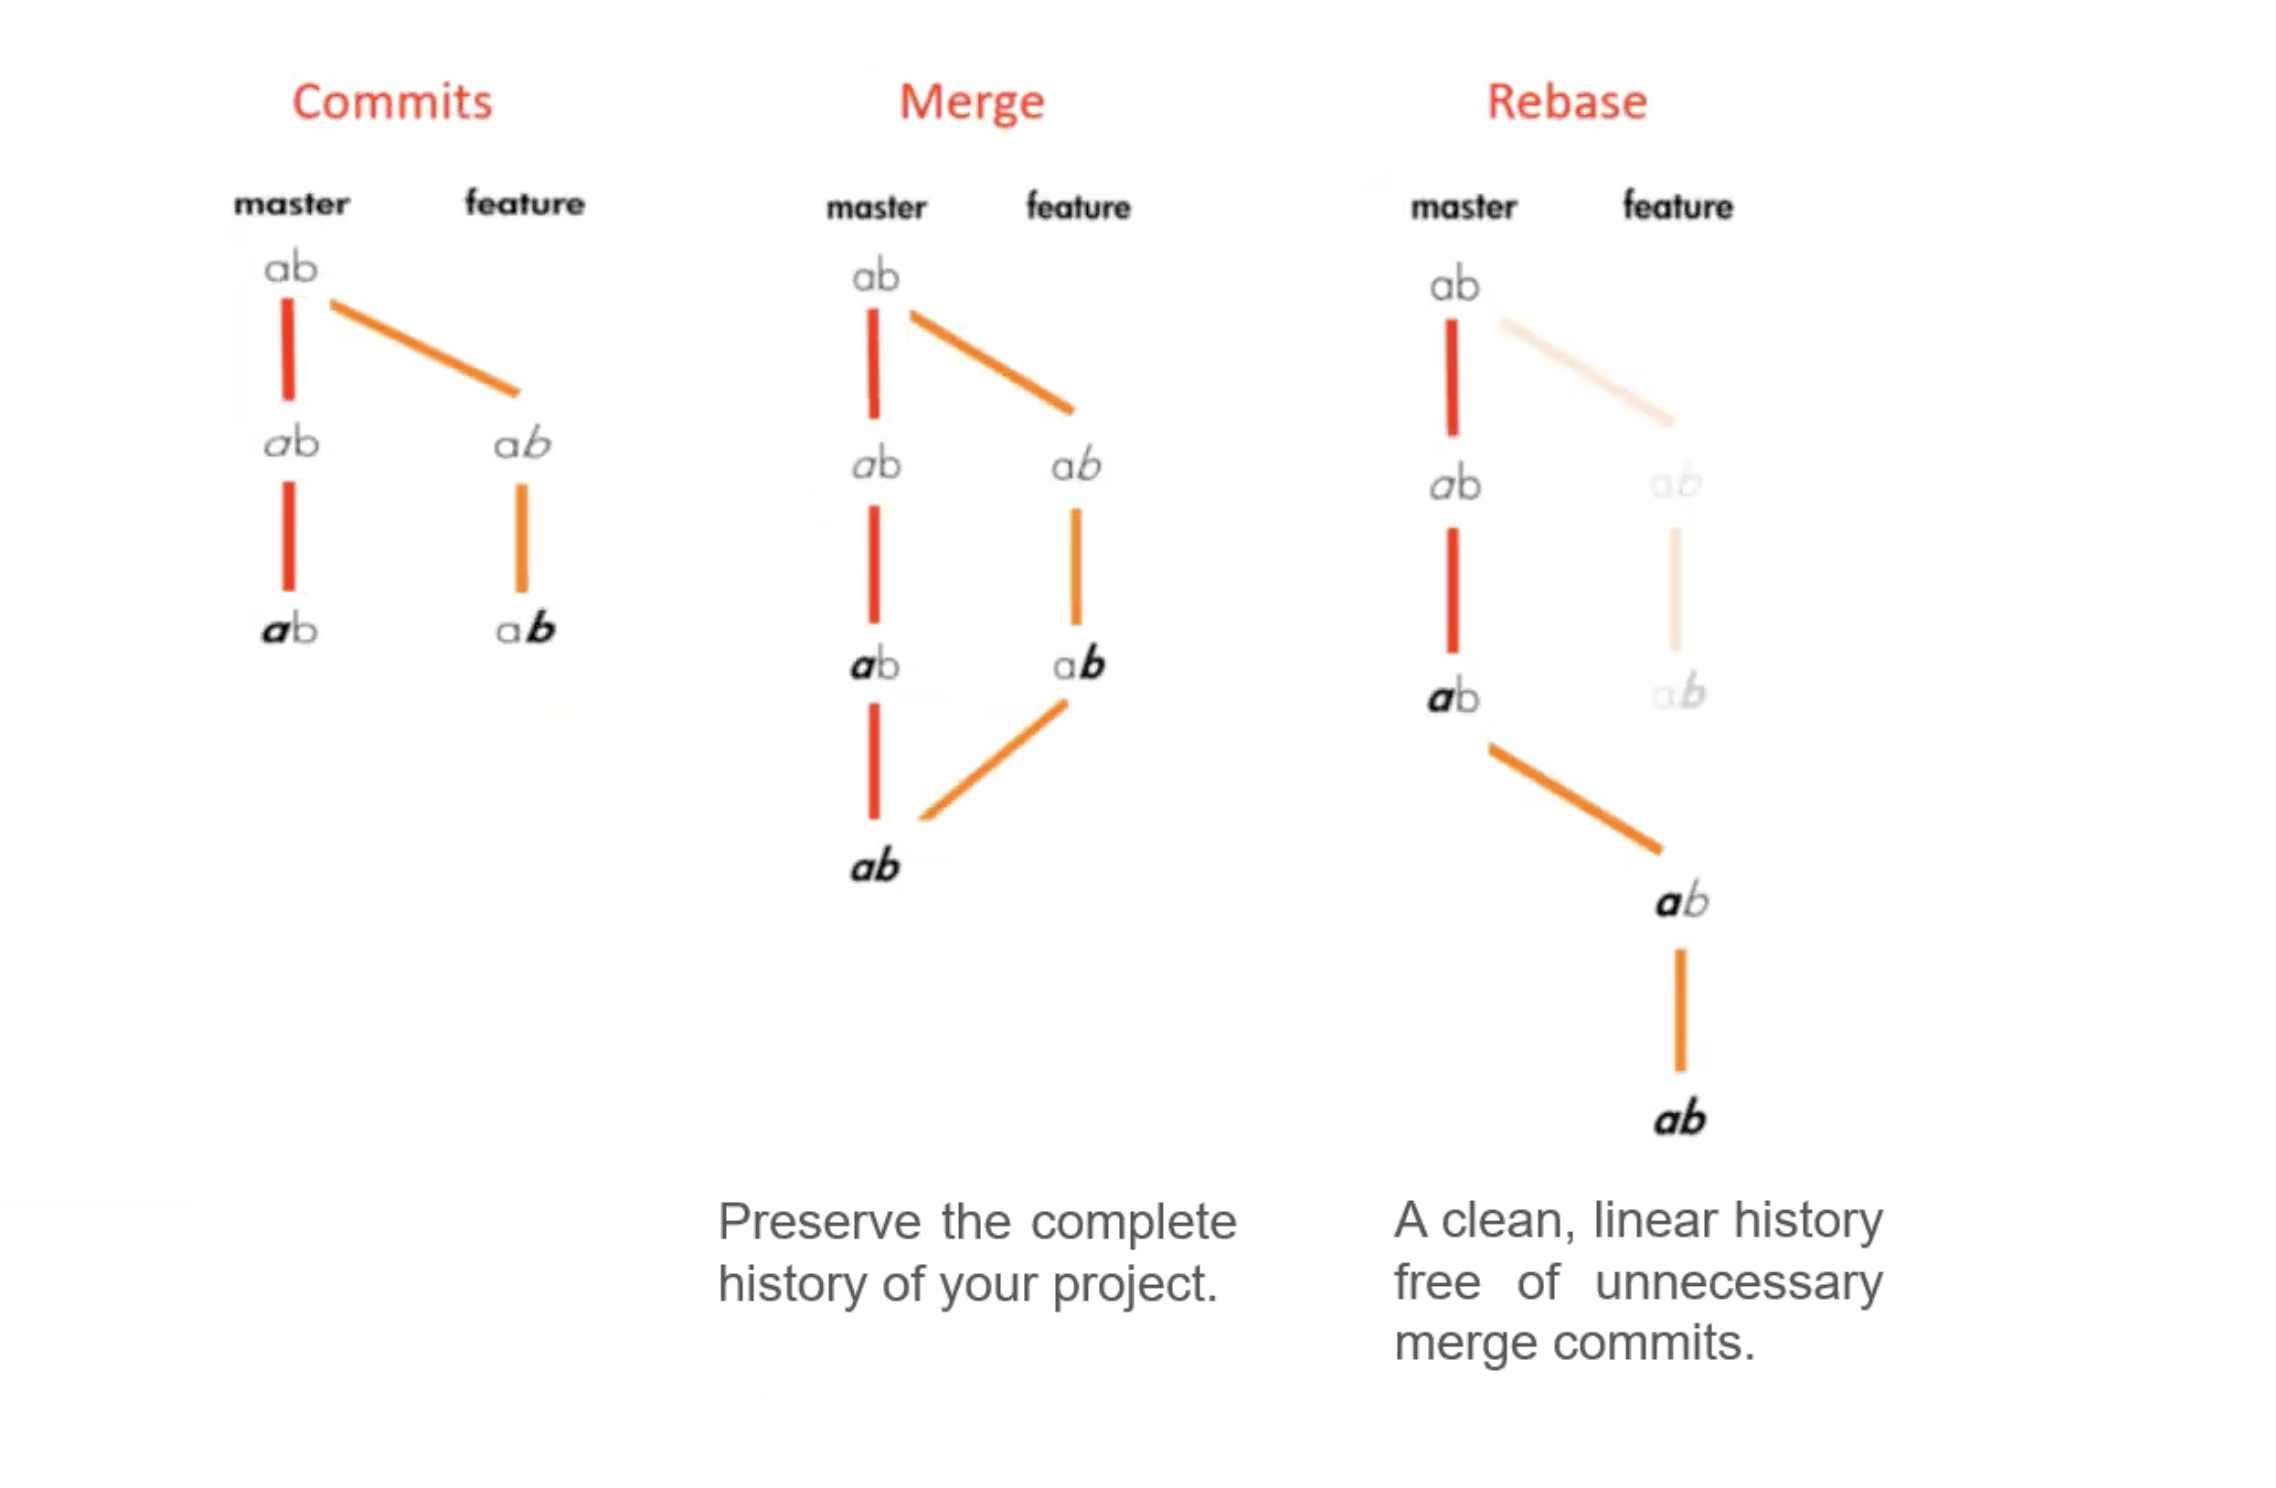 Commits
master feature
ab
ab ab
ab ab
Merge
master feature
ab
ab ab
ab ab
ab
Preserve the complete
history of your project.
Rebase
master feature
ab
ab ab
ab ab
ab
ab
A clean, linear history
free of unnecessary
merge commits.